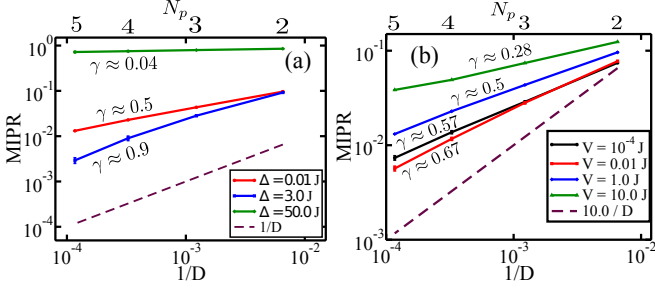 N_p
5 4 3 2
(a)
MIPR
10^0
10^-1
10^-2
10^-3
10^-4
γ ≈ 0.04
γ ≈ 0.5
γ ≈ 0.9
Δ = 0.01 J
Δ = 3.0 J
Δ = 50.0 J
1/D
10^-4 10^-3 10^-2
1/D
N_p
5 4 3 2
(b)
MIPR
10^-1
10^-2
10^-3
γ ≈ 0.28
γ ≈ 0.5
γ ≈ 0.57
γ ≈ 0.67
V = 10^-4 J
V = 0.01 J
V = 1.0 J
V = 10.0 J
10.0 / D
10^-4 10^-3 10^-2
1/D